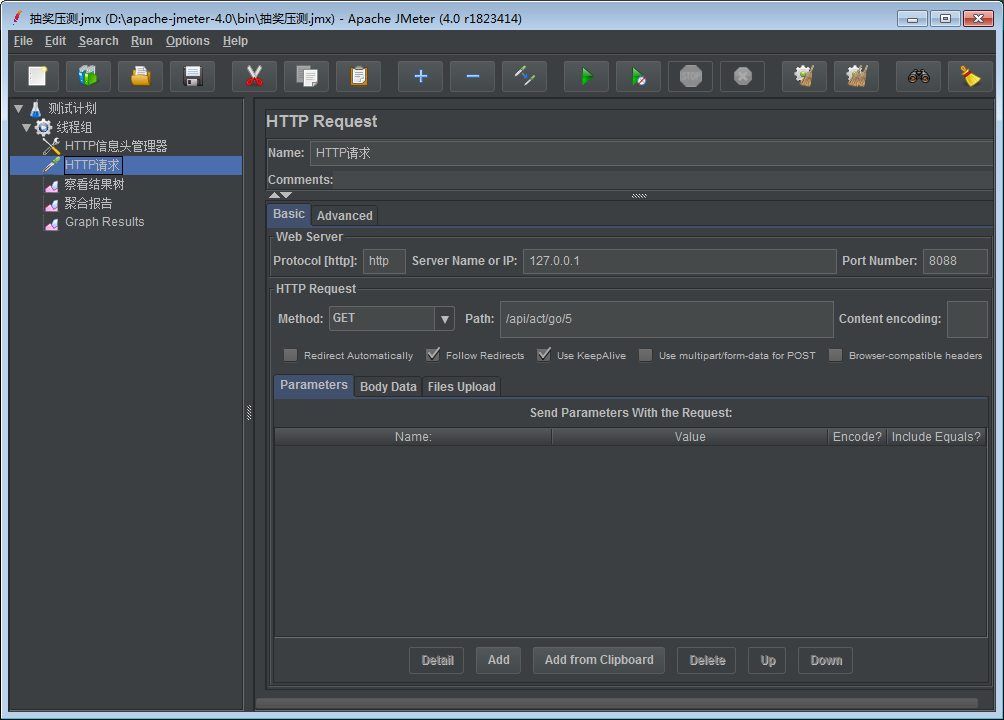 抽奖压测.jmx (D:\apache-jmeter-4.0\bin\抽奖压测.jmx) - Apache JMeter (4.0 r1823414)
File Edit Search Run Options Help
STOP
测试计划
线程组
HTTP信息头管理器
HTTP请求
察看结果树
聚合报告
Graph Results
HTTP Request
Name: HTTP请求
Comments:
Basic Advanced
Web Server
Protocol [http]: http Server Name or IP: 127.0.0.1 Port Number: 8088
HTTP Request
Method: GET Path: /api/act/go/5 Content encoding:
Redirect Automatically Follow Redirects Use KeepAlive Use multipart/form-data for POST Browser-compatible headers
Parameters Body Data Files Upload
Send Parameters With the Request:
Name: Value Encode? Include Equals?
Detail Add Add from Clipboard Delete Up Down